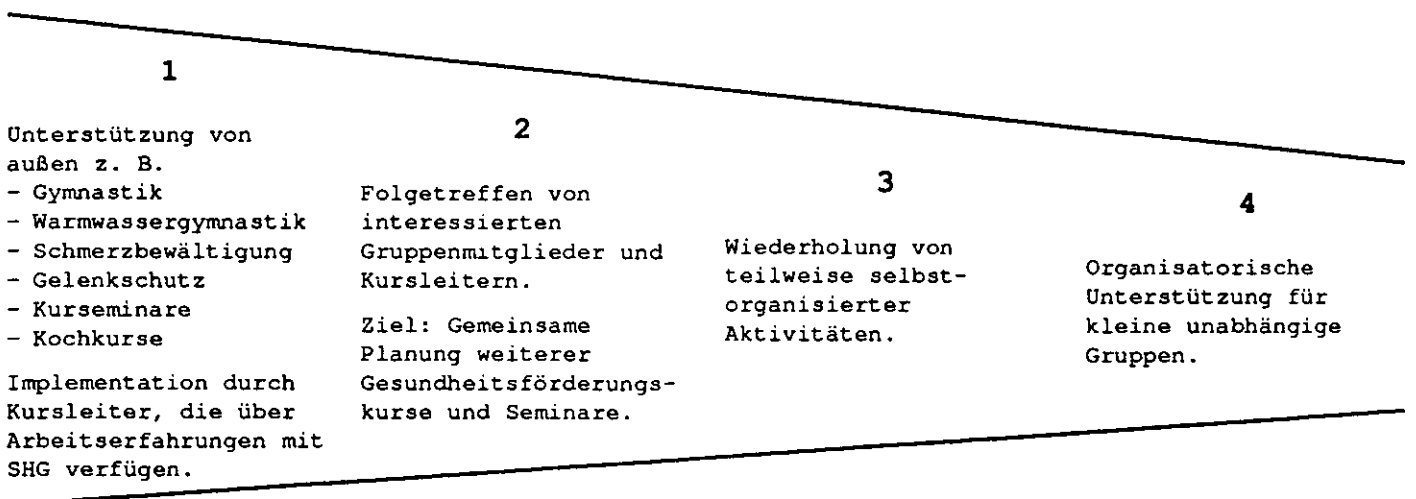 1
Unterstützung von
außen z. B.
- Gymnastik
- Warmwassergymnastik
- Schmerzbewältigung
- Gelenkschutz
- Kurseminare
- Kochkurse
Implementation durch
Kursleiter, die über
Arbeitserfahrungen mit
SHG verfügen.
2
Folgetreffen von
interessierten
Gruppenmitglieder und
Kursleitern.
Ziel: Gemeinsame
Planung weiterer
Gesundheitsförderungs-
kurse und Seminare.
3
Wiederholung von
teilweise selbst-
organisierter
Aktivitäten.
4
Organisatorische
Unterstützung für
kleine unabhängige
Gruppen.